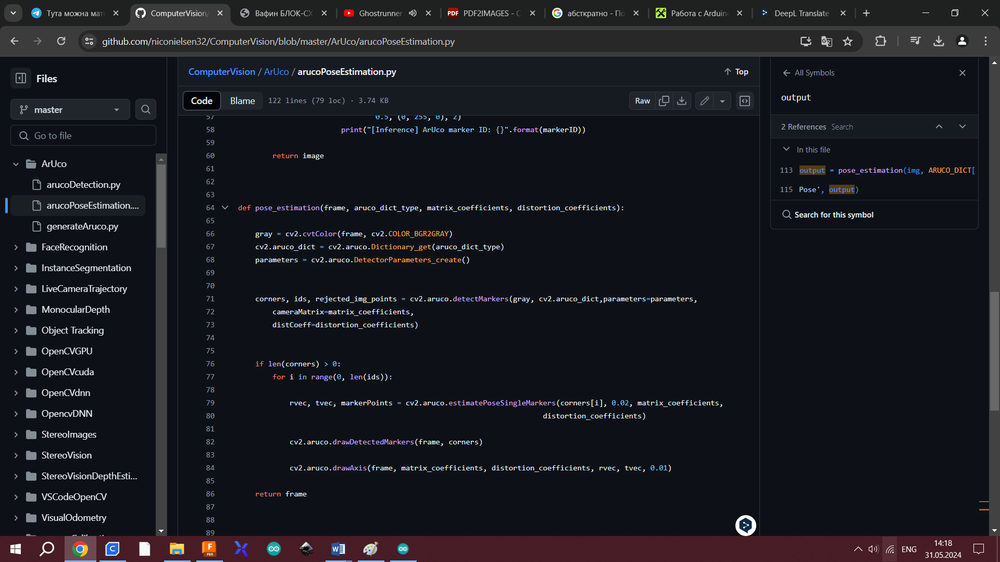 Тута можна мат
ComputerVision/
Вафин БЛОК-СХ
Ghostrunner
PDF2IMAGES - C
абсткратно - По
Работа с Arduin
DeepL Translate
github.com/niconielsen32/ComputerVision/blob/master/ArUco/arucoPoseEstimation.py
Files
master
Go to file
ArUco
arucoDetection.py
arucoPoseEstimation....
generateAruco.py
FaceRecognition
InstanceSegmentation
LiveCameraTrajectory
MonocularDepth
Object Tracking
OpenCVGPU
OpenCVcuda
OpenCVdnn
OpencvDNN
StereoImages
StereoVision
StereoVisionDepthEsti...
VSCodeOpenCV
VisualOdometry
ComputerVision / ArUco / arucoPoseEstimation.py
Top
Code Blame 122 lines (79 loc) · 3.74 KB
Raw
57 0.5, (0, 255, 0), 2)
58 print("[Inference] ArUco marker ID: {}".format(markerID))
59
60 return image
61
62
63
64 def pose_estimation(frame, aruco_dict_type, matrix_coefficients, distortion_coefficients):
65
66 gray = cv2.cvtColor(frame, cv2.COLOR_BGR2GRAY)
67 cv2.aruco_dict = cv2.aruco.Dictionary_get(aruco_dict_type)
68 parameters = cv2.aruco.DetectorParameters_create()
69
70
71 corners, ids, rejected_img_points = cv2.aruco.detectMarkers(gray, cv2.aruco_dict,parameters=parameters,
72 cameraMatrix=matrix_coefficients,
73 distCoeff=distortion_coefficients)
74
75
76 if len(corners) > 0:
77 for i in range(0, len(ids)):
78
79 rvec, tvec, markerPoints = cv2.aruco.estimatePoseSingleMarkers(corners[i], 0.02, matrix_coefficients,
80 distortion_coefficients)
81
82 cv2.aruco.drawDetectedMarkers(frame, corners)
83
84 cv2.aruco.drawAxis(frame, matrix_coefficients, distortion_coefficients, rvec, tvec, 0.01)
85
86 return frame
87
88
89
All Symbols
output
2 References Search
In this file
113 output = pose_estimation(img, ARUCO_DICT[
115 Pose', output)
Search for this symbol
ENG
14:18
31.05.2024